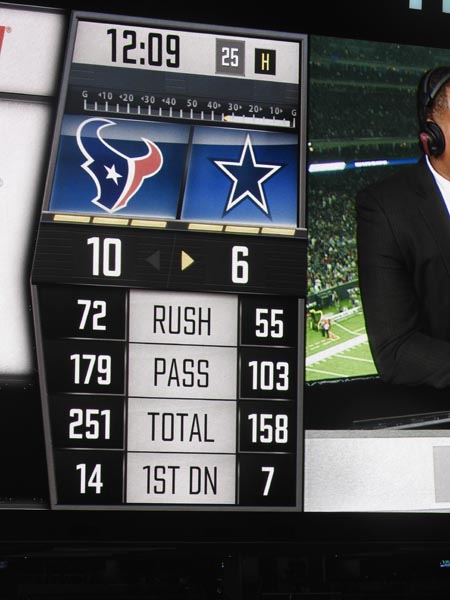 12:09 25 H
G +10 +20 +30 +40 50 40+ 30+ 20+ 10+ G
10 6
72 RUSH 55
179 PASS 103
251 TOTAL 158
14 1ST DN 7